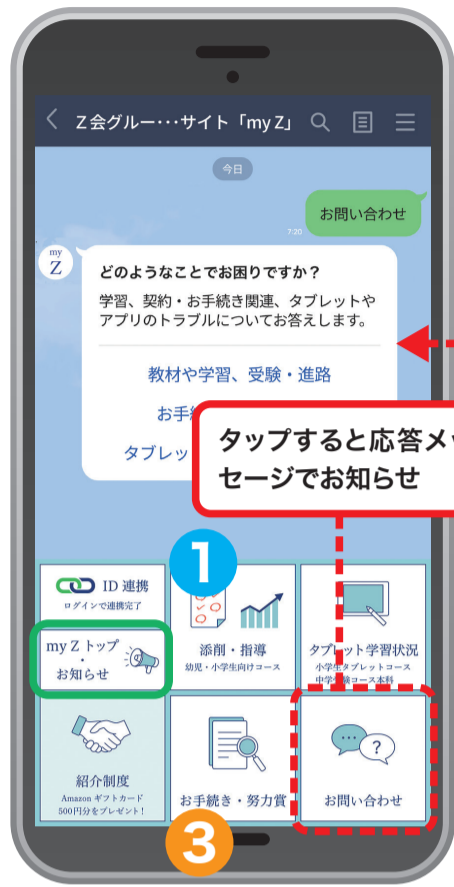 Z会グルー･･･サイト「my Z」
今日
お問い合わせ
7:20
my
Z
どのようなことでお困りですか？
学習、契約・お手続き関連、タブレットや
アプリのトラブルについてお答えします。
教材や学習、受験・進路
お手
タブレッ
タップすると応答メッ
セージでお知らせ
1
ID 連携
ログインで連携完了
my Z トップ
・
お知らせ
添削・指導
幼児・小学生向けコース
タブレット学習状況
小学生タブレットコース
中学受験コース本科
紹介制度
Amazon ギフトカード
500円分をプレゼント！
お手続き・努力賞
?
お問い合わせ
3